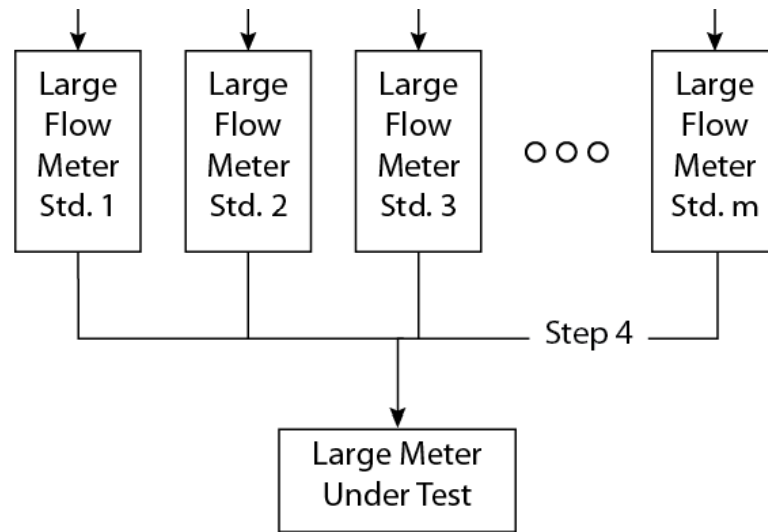 Large
Flow
Meter
Std. 1
Large
Flow
Meter
Std. 2
Large
Flow
Meter
Std. 3
Large
Flow
Meter
Std. m
Step 4
Large Meter
Under Test